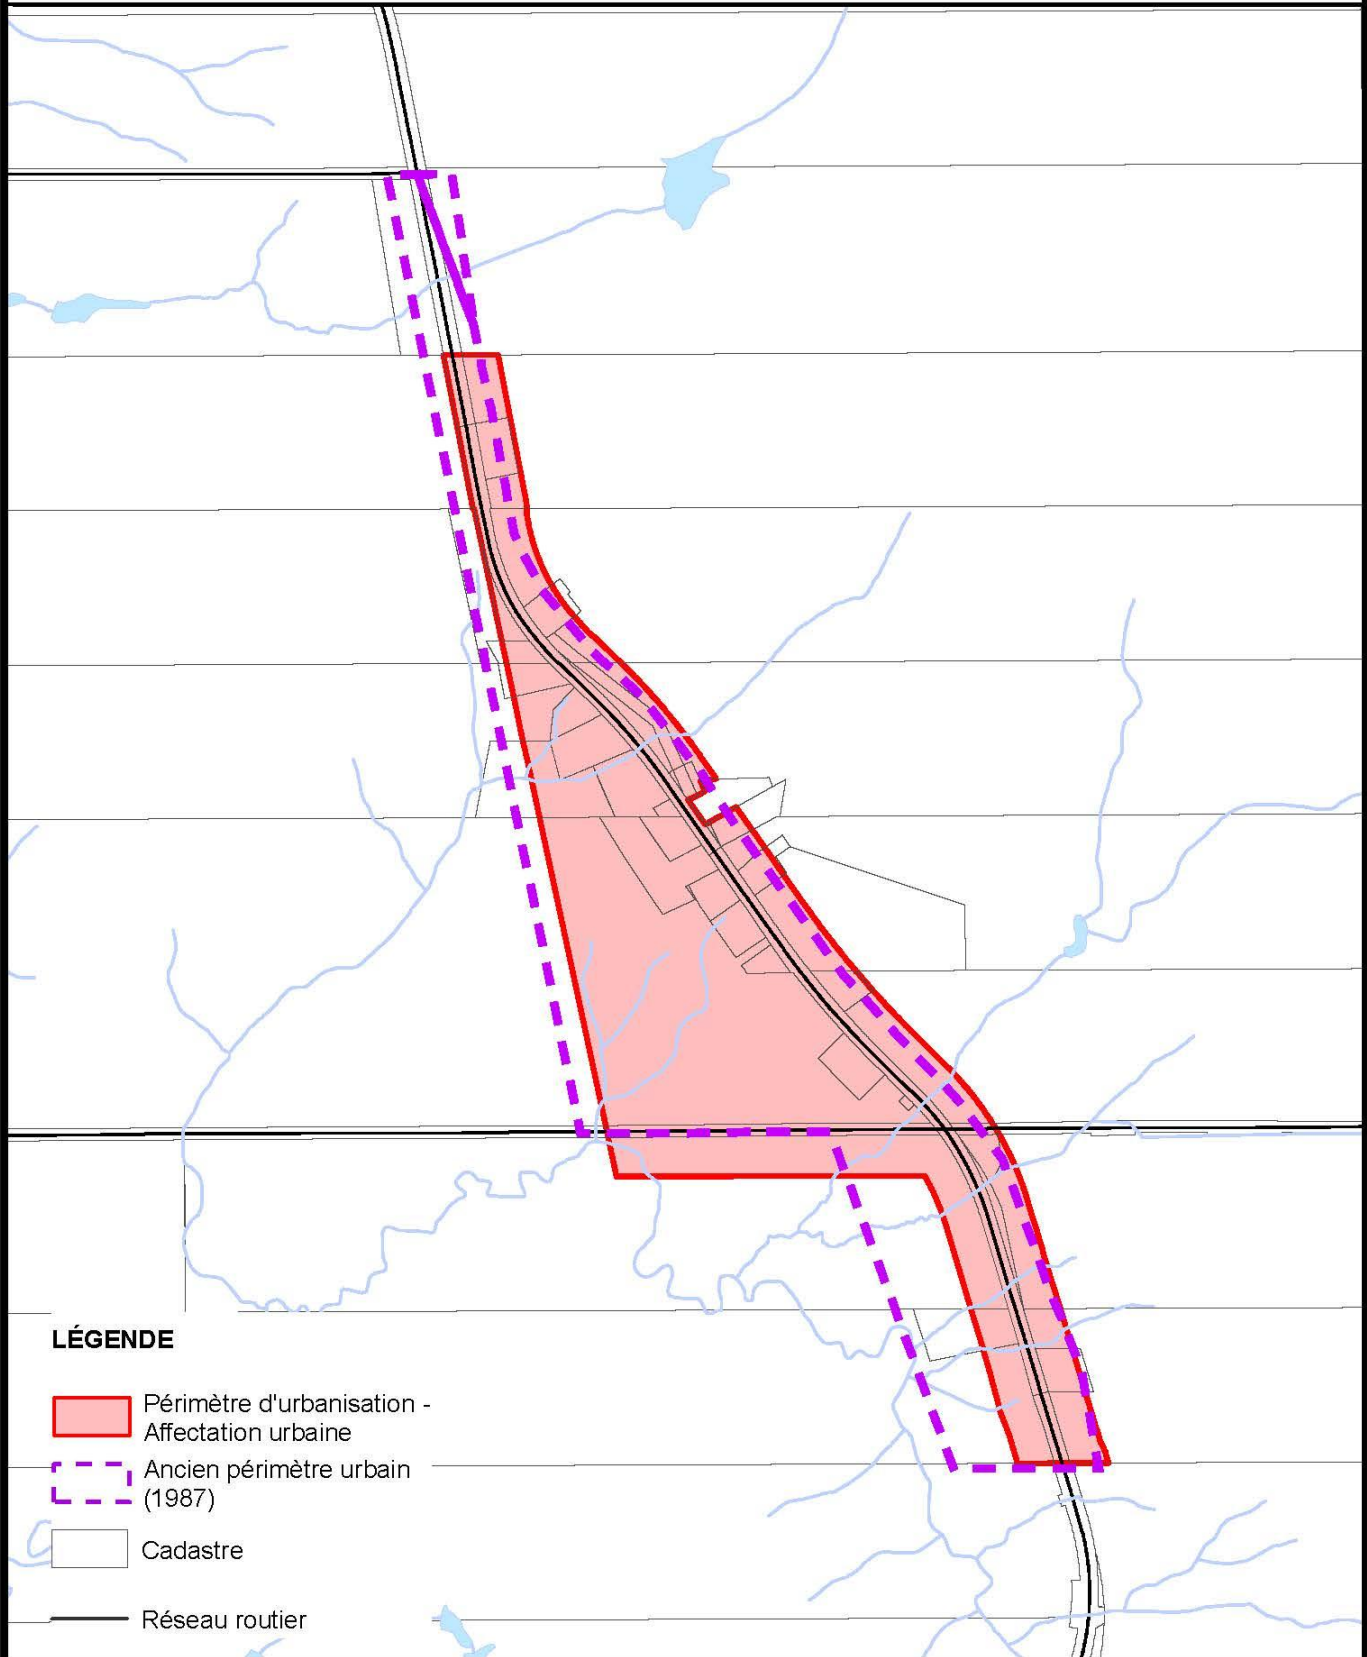 LÉGENDE
Périmètre d'urbanisation -
Affectation urbaine
Ancien périmètre urbain
(1987)
Cadastre
Réseau routier